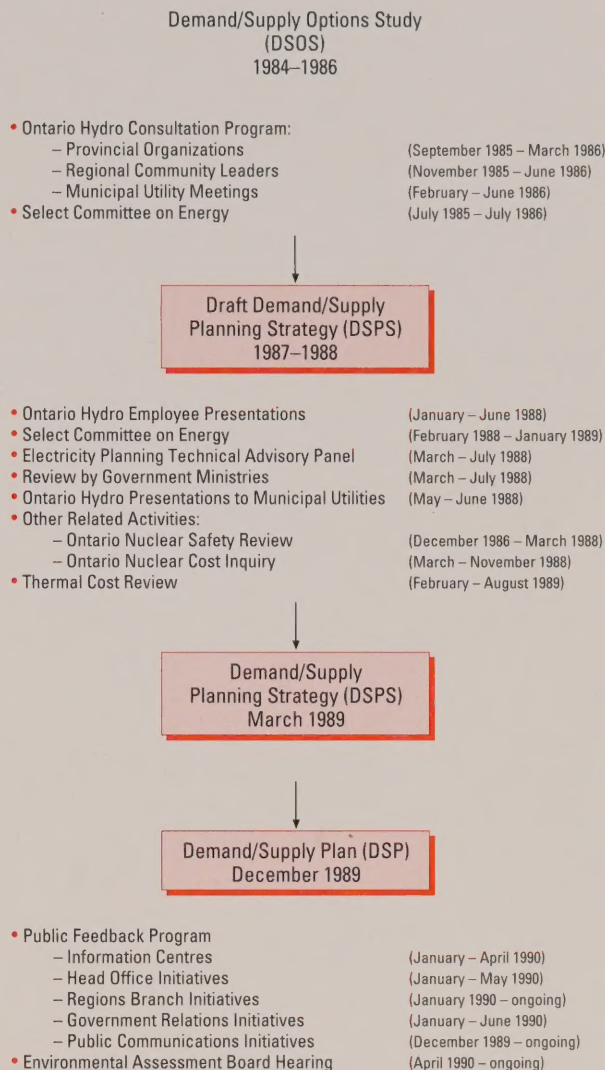 Demand/Supply Options Study
(DSOS)
1984–1986
• Ontario Hydro Consultation Program:
– Provincial Organizations (September 1985 – March 1986)
– Regional Community Leaders (November 1985 – June 1986)
– Municipal Utility Meetings (February – June 1986)
• Select Committee on Energy (July 1985 – July 1986)
Draft Demand/Supply
Planning Strategy (DSPS)
1987–1988
• Ontario Hydro Employee Presentations (January – June 1988)
• Select Committee on Energy (February 1988 – January 1989)
• Electricity Planning Technical Advisory Panel (March – July 1988)
• Review by Government Ministries (March – July 1988)
• Ontario Hydro Presentations to Municipal Utilities (May – June 1988)
• Other Related Activities:
– Ontario Nuclear Safety Review (December 1986 – March 1988)
– Ontario Nuclear Cost Inquiry (March – November 1988)
• Thermal Cost Review (February – August 1989)
Demand/Supply
Planning Strategy (DSPS)
March 1989
Demand/Supply Plan (DSP)
December 1989
• Public Feedback Program
– Information Centres (January – April 1990)
– Head Office Initiatives (January – May 1990)
– Regions Branch Initiatives (January 1990 – ongoing)
– Government Relations Initiatives (January – June 1990)
– Public Communications Initiatives (December 1989 – ongoing)
• Environmental Assessment Board Hearing (April 1990 – ongoing)